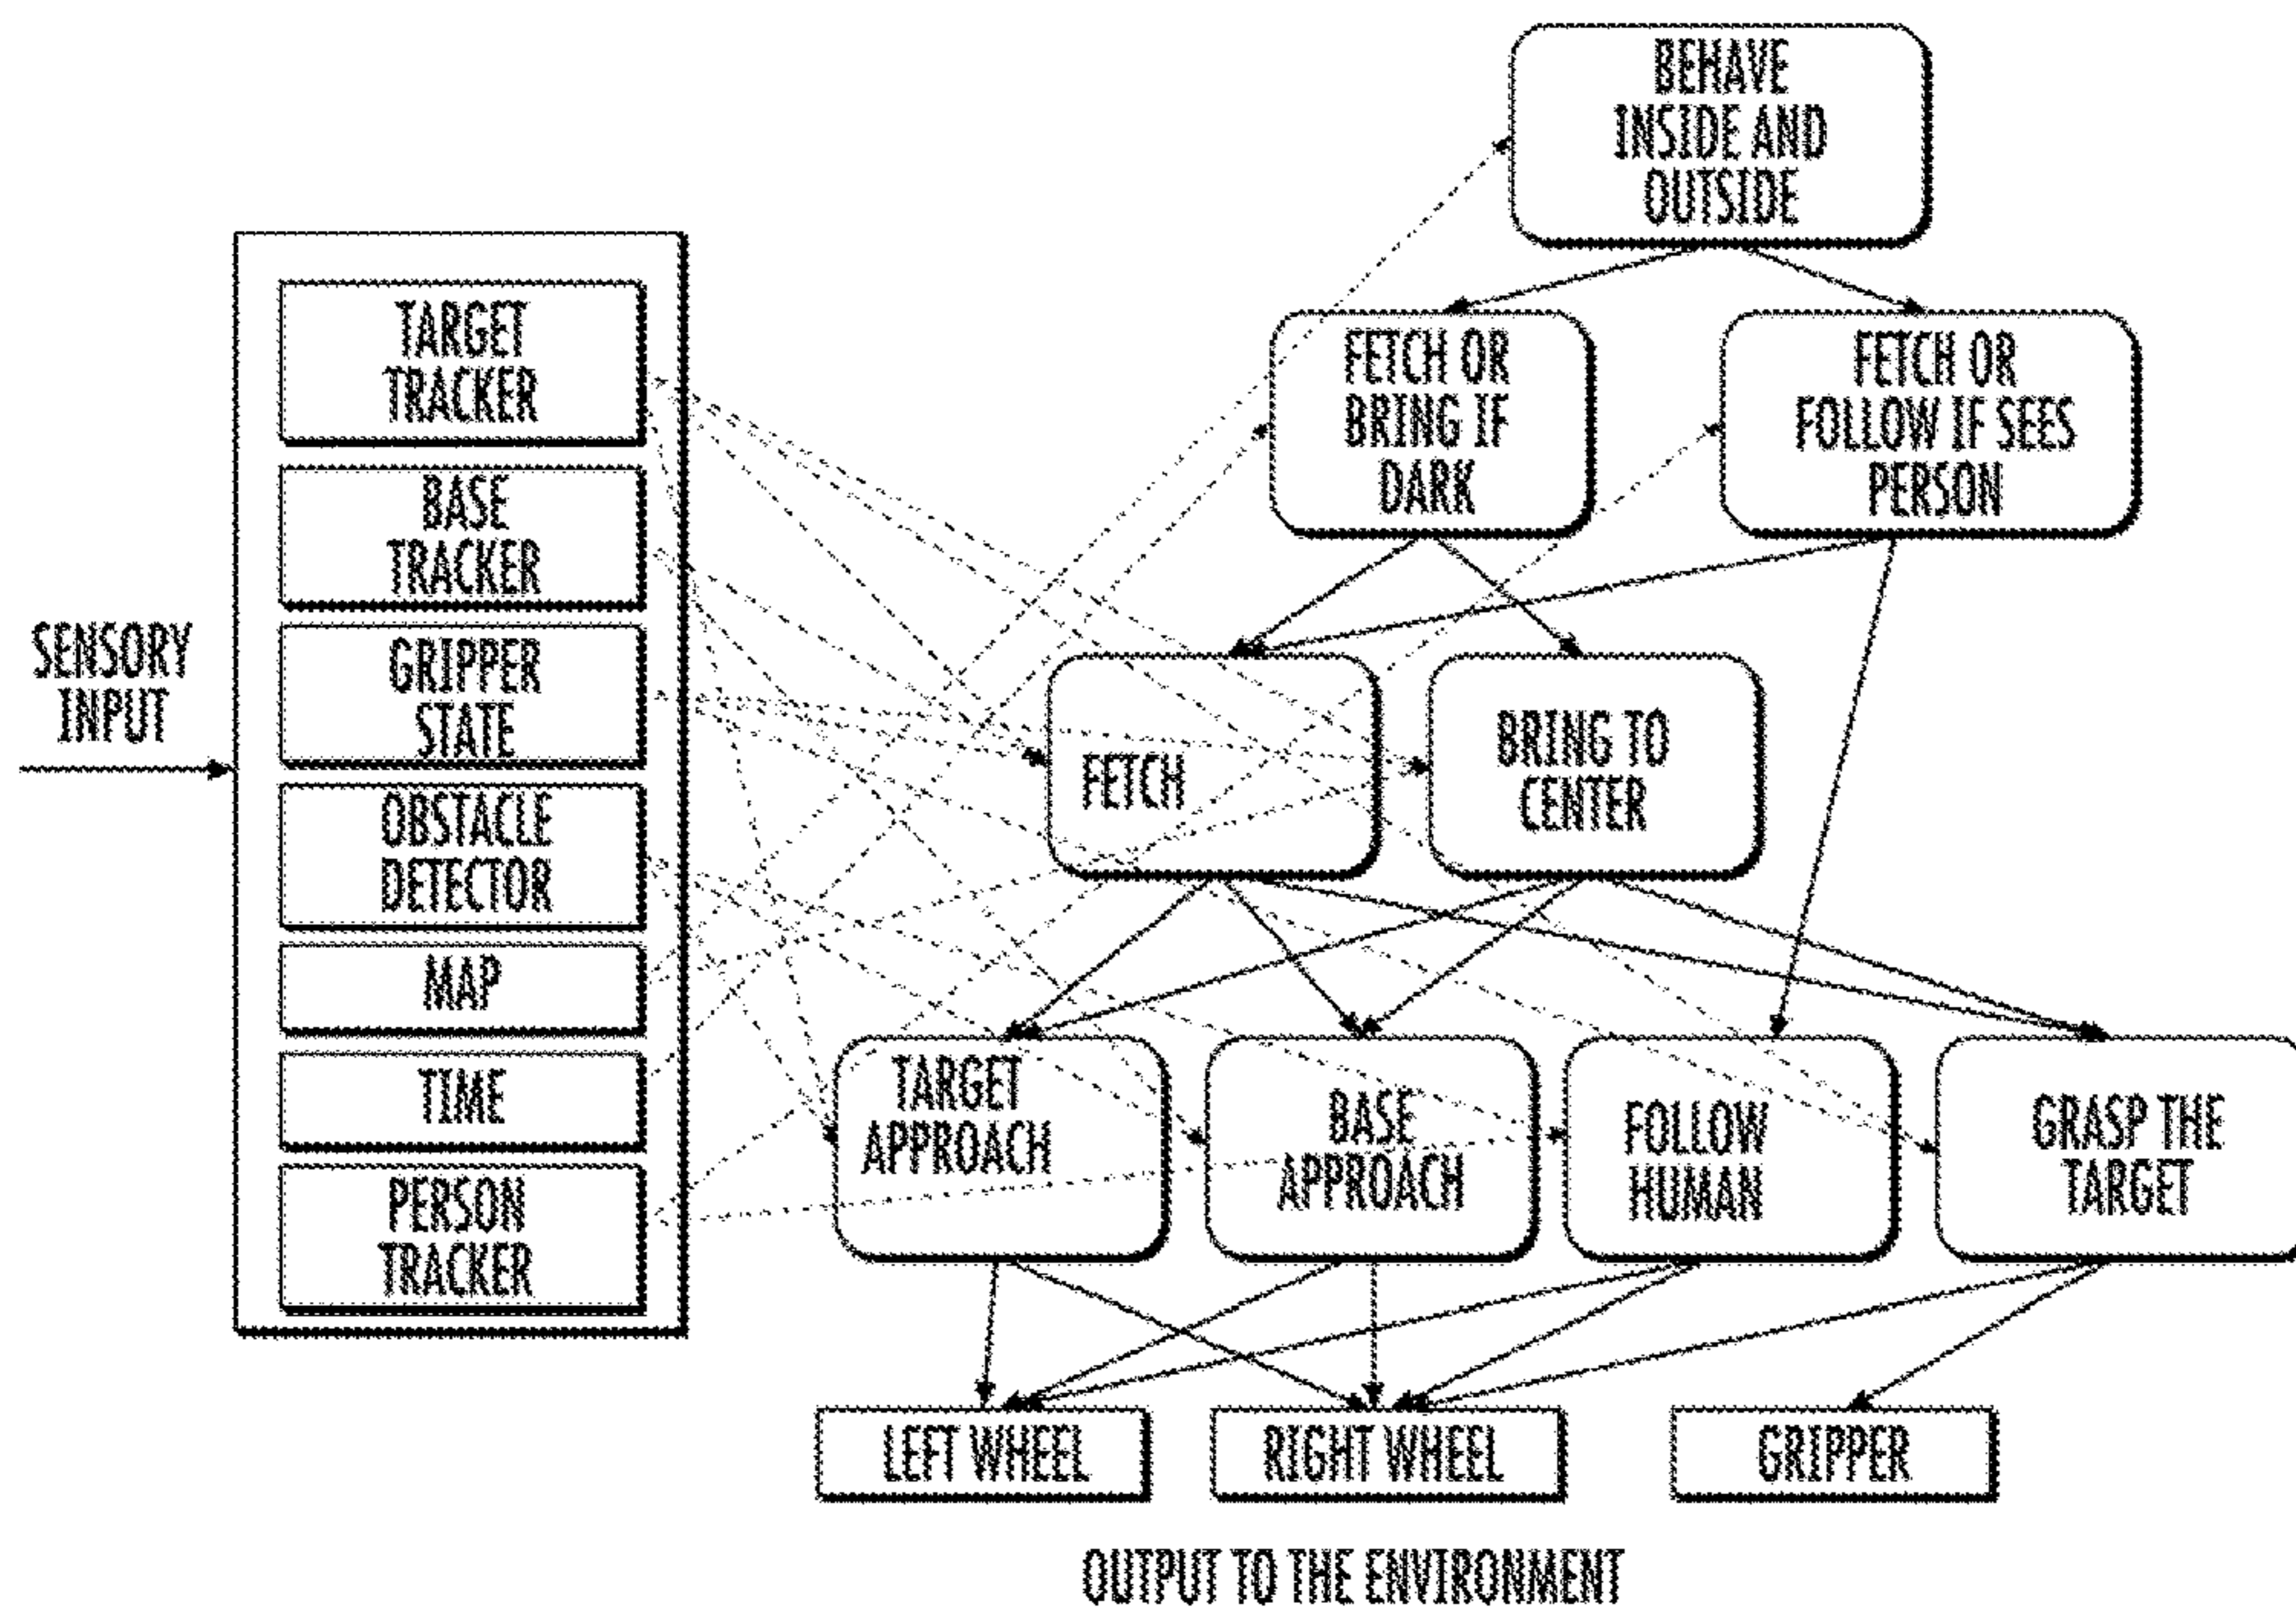 BEHAVE
INSIDE AND
OUTSIDE
TARGET
TRACKER
BASE
TRACKER
GRIPPER
STATE
OBSTACLE
DETECTOR
MAP
TIME
PERSON
TRACKER
SENSORY
INPUT
FETCH OR
BRING IF
DARK
FETCH OR
FOLLOW IF SEES
PERSON
FETCH
BRING TO
CENTER
TARGET
APPROACH
BASE
APPROACH
FOLLOW
HUMAN
GRASP THE
TARGET
LEFT WHEEL
RIGHT WHEEL
GRIPPER
OUTPUT TO THE ENVIRONMENT